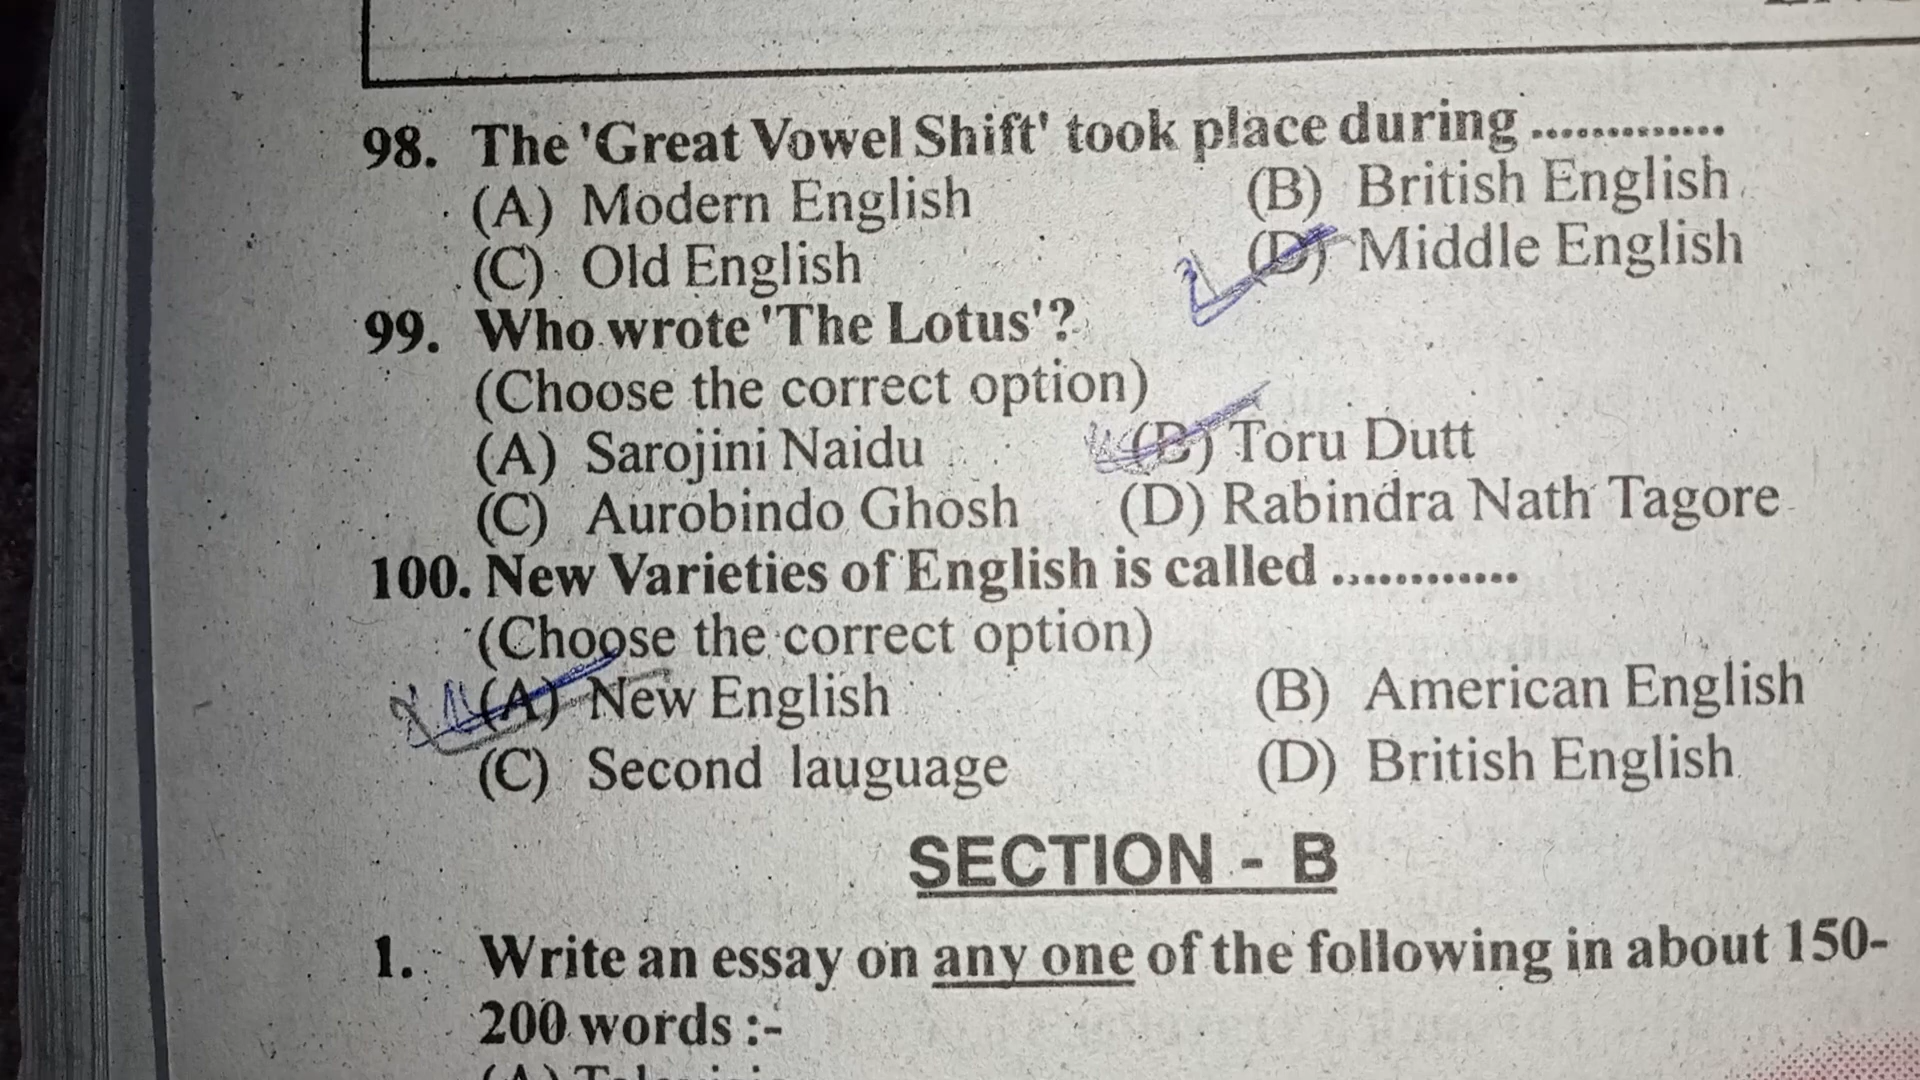 98. The 'Great Vowel Shift' took place during .............
(A) Modern English (B) British English
(C) Old English (D) Middle English
99. Who wrote 'The Lotus'?
(Choose the correct option)
(A) Sarojini Naidu (B) Toru Dutt
(C) Aurobindo Ghosh (D) Rabindra Nath Tagore
100. New Varieties of English is called ............
(Choose the correct option)
(A) New English (B) American English
(C) Second lauguage (D) British English
SECTION - B
1. Write an essay on any one of the following in about 150-
200 words :-